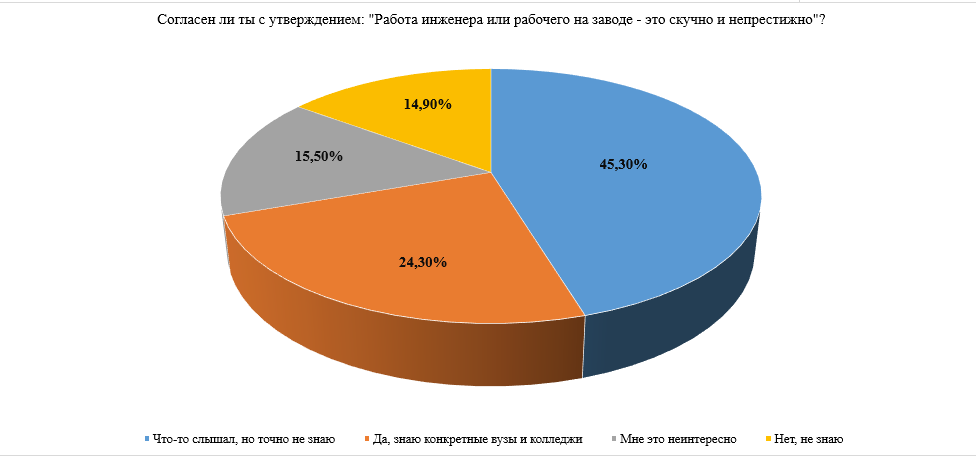 Согласен ли ты с утверждением: "Работа инженера или рабочего на заводе - это скучно и непрестижно"?
14,90%
15,50%
45,30%
24,30%
Что-то слышал, но точно не знаю Да, знаю конкретные вузы и колледжи Мне это неинтересно Нет, не знаю